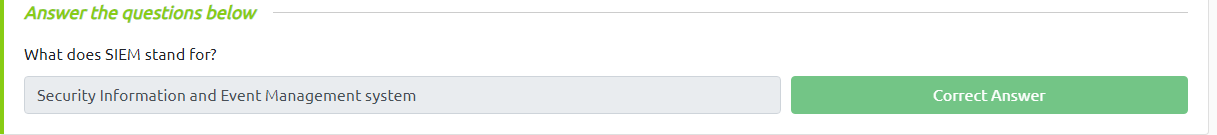 Answer the questions below
What does SIEM stand for?
Security Information and Event Management system
Correct Answer